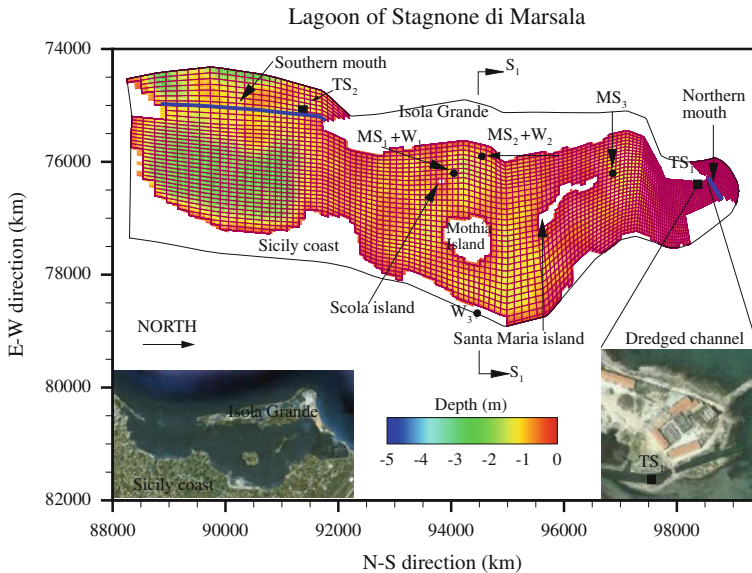 Lagoon of Stagnone di Marsala
74000
76000
78000
80000
82000
E-W direction (km)
Southern mouth
TS2
S1
Isola Grande
MS3
Northern
mouth
MS1+W1
MS2+W2
TS1
Mothia
Island
Sicily coast
Scola island
W3
Santa Maria island
Dredged channel
NORTH
S1
Isola Grande
Sicily coast
Depth (m)
-5 -4 -3 -2 -1 0
TS1
88000 90000 92000 94000 96000 98000
N-S direction (km)